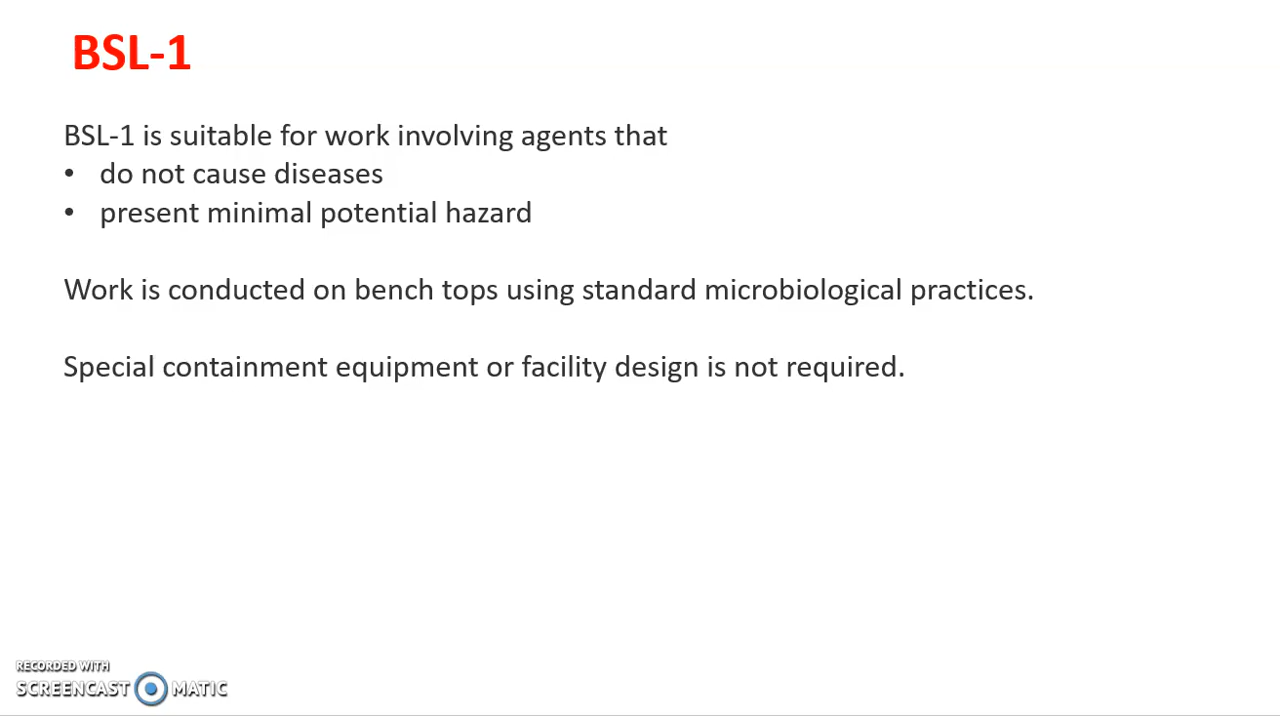 BSL-1
BSL-1 is suitable for work involving agents that
• do not cause diseases
• present minimal potential hazard
Work is conducted on bench tops using standard microbiological practices.
Special containment equipment or facility design is not required.
RECORDED WITH
SCREENCAST MATIC